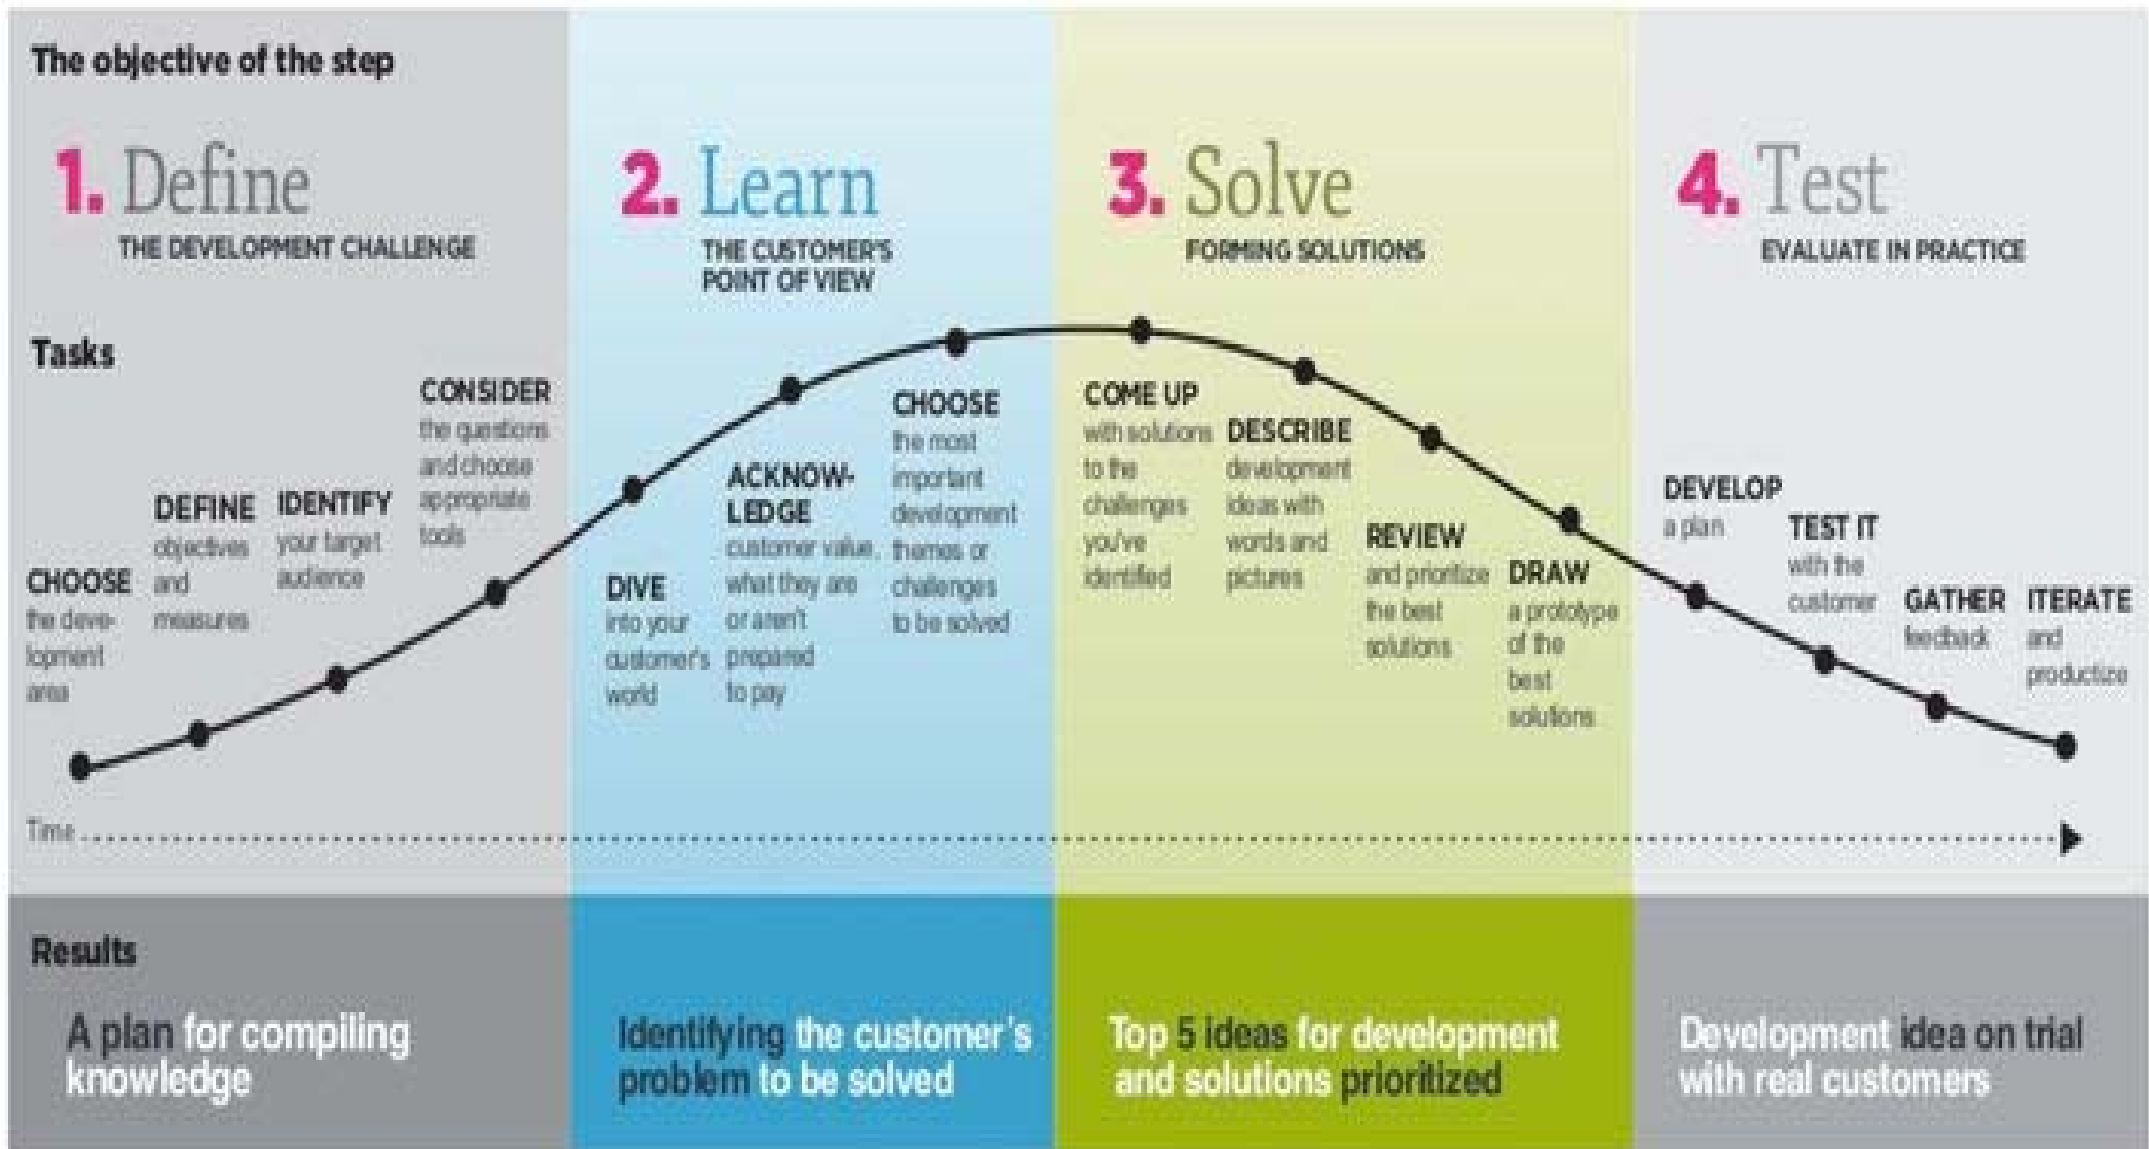 The objective of the step
1. Define
THE DEVELOPMENT CHALLENGE
2. Learn
THE CUSTOMER'S
POINT OF VIEW
3. Solve
FORMING SOLUTIONS
4. Test
EVALUATE IN PRACTICE
Tasks
CHOOSE
the deve-
lopment
area
DEFINE
objectives
and
measures
IDENTIFY
your target
audience
CONSIDER
the questions
and choose
appropriate
tools
DIVE
into your
customer's
world
ACKNOW-
LEDGE
customer value,
what they are
or aren't
prepared
to pay
CHOOSE
the most
important
development
themes or
challenges
to be solved
COME UP
with solutions
to the
challenges
you've
identified
DESCRIBE
development
ideas with
words and
pictures
REVIEW
and prioritize
the best
solutions
DRAW
a prototype
of the
best
solutions
DEVELOP
a plan
TEST IT
with the
customer
GATHER
feedback
ITERATE
and
productize
Time
Results
A plan for compiling
knowledge
Identifying the customer's
problem to be solved
Top 5 ideas for development
and solutions prioritized
Development idea on trial
with real customers